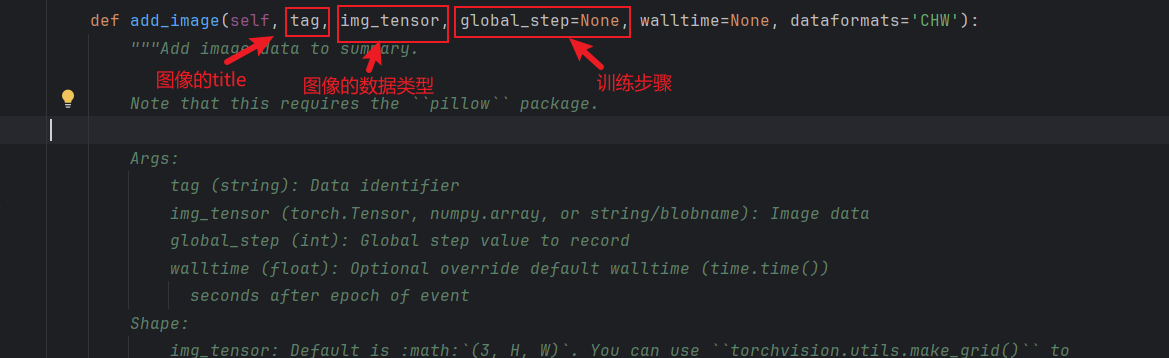 def add_image(self, tag, img_tensor, global_step=None, walltime=None, dataformats='CHW'):
"""Add image data to summary.
图像的title
图像的数据类型
训练步骤
Note that this requires the ``pillow`` package.
Args:
tag (string): Data identifier
img_tensor (torch.Tensor, numpy.array, or string/blobname): Image data
global_step (int): Global step value to record
walltime (float): Optional override default walltime (time.time())
seconds after epoch of event
Shape:
img_tensor: Default is :math:`(3, H, W)`. You can use ``torchvision.utils.make_grid()`` to